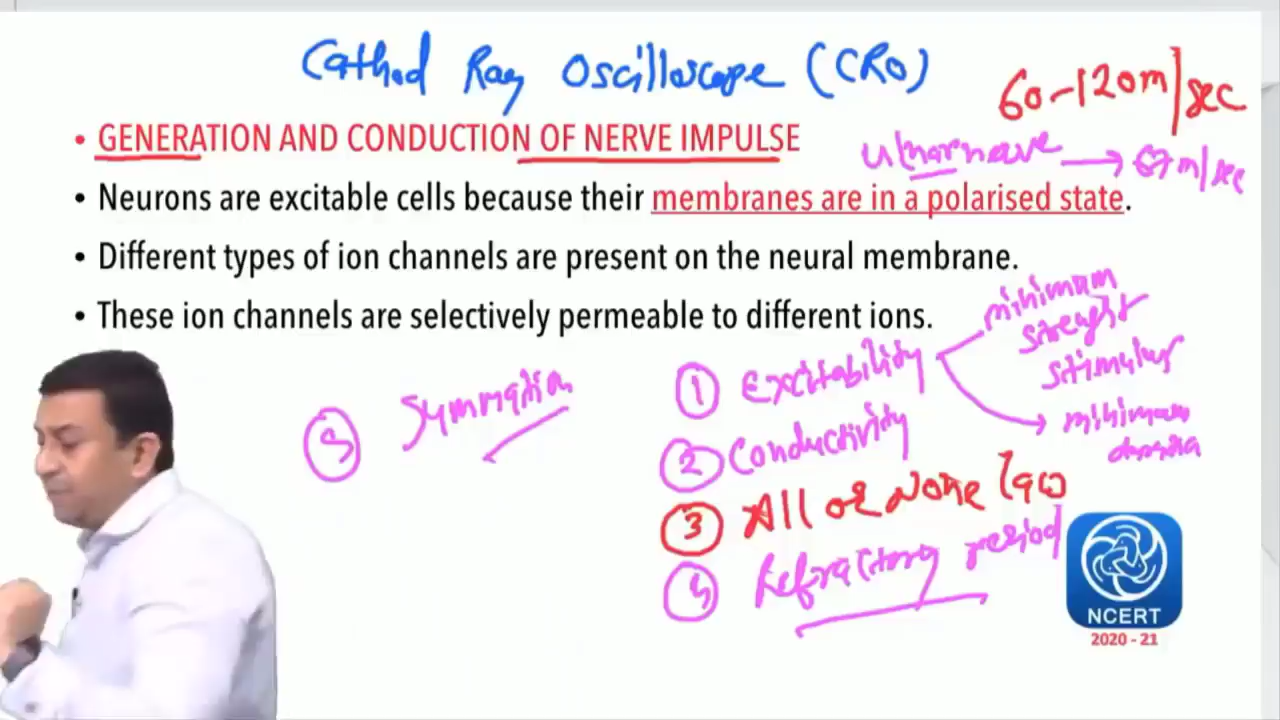 Cathod Ray Oscilloscope (CRO)
60-120m/sec
• GENERATION AND CONDUCTION OF NERVE IMPULSE
ulnar nerve → 67m/sec
• Neurons are excitable cells because their membranes are in a polarised state.
• Different types of ion channels are present on the neural membrane.
• These ion channels are selectively permeable to different ions.
minimum
stimulus
① Excitability
minimum
② Conductivity
③ All or None law
Refractory period
Summation
NCERT
2020 - 21